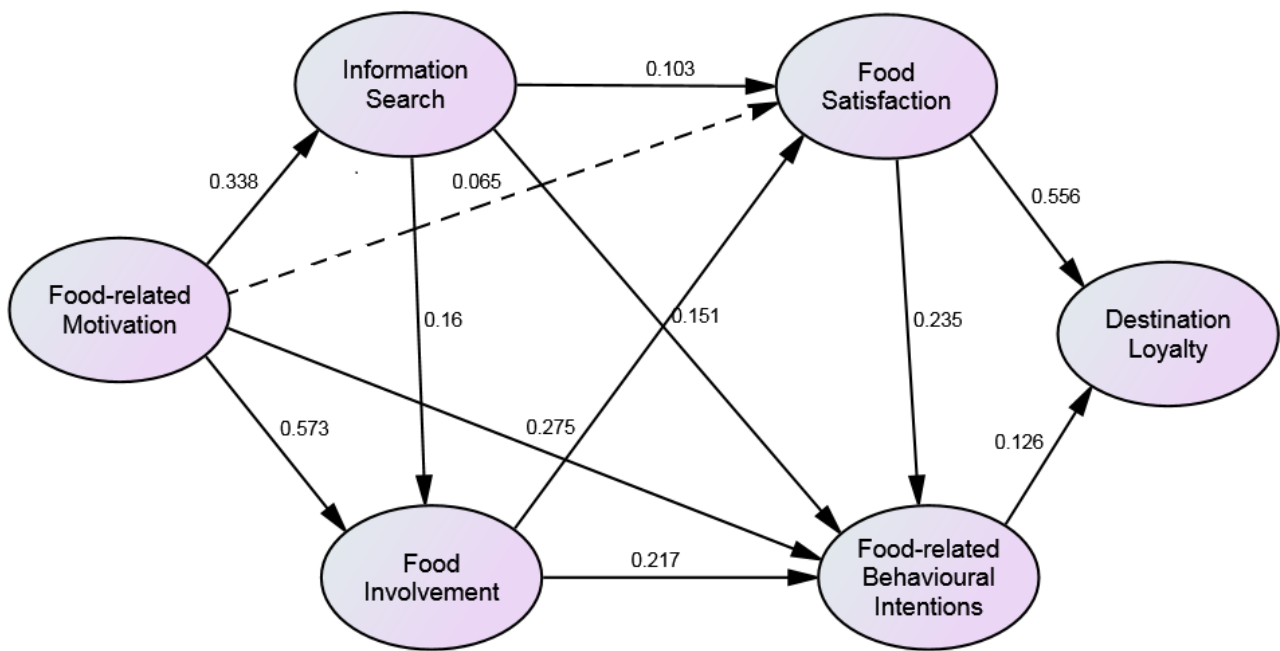 Information
Search
0.103
Food
Satisfaction
0.338
0.065
0.556
Food-related
Motivation
0.16
0.151
0.235
Destination
Loyalty
0.573
0.275
0.126
Food
Involvement
0.217
Food-related
Behavioural
Intentions